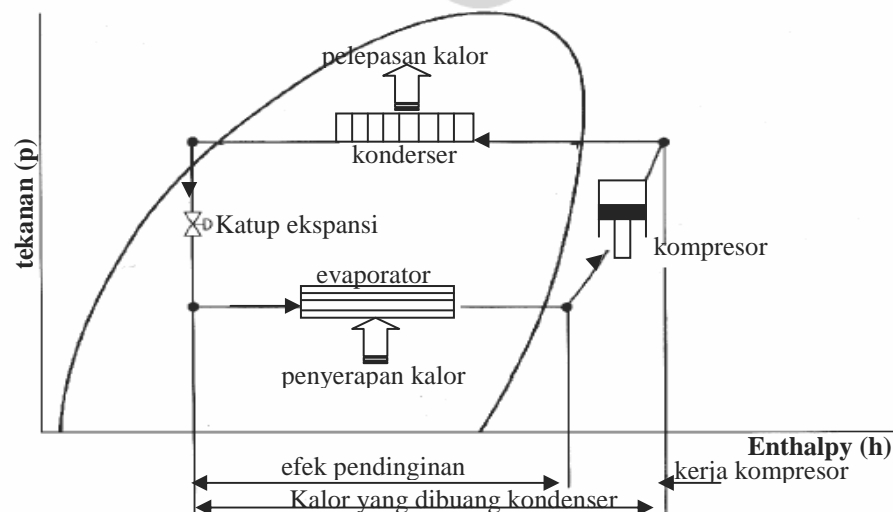 pelepasan kalor
konderser
tekanan (p)
Katup ekspansi
kompresor
evaporator
penyerapan kalor
Enthalpy (h)
efek pendinginan
kerja kompresor
Kalor yang dibuang kondenser